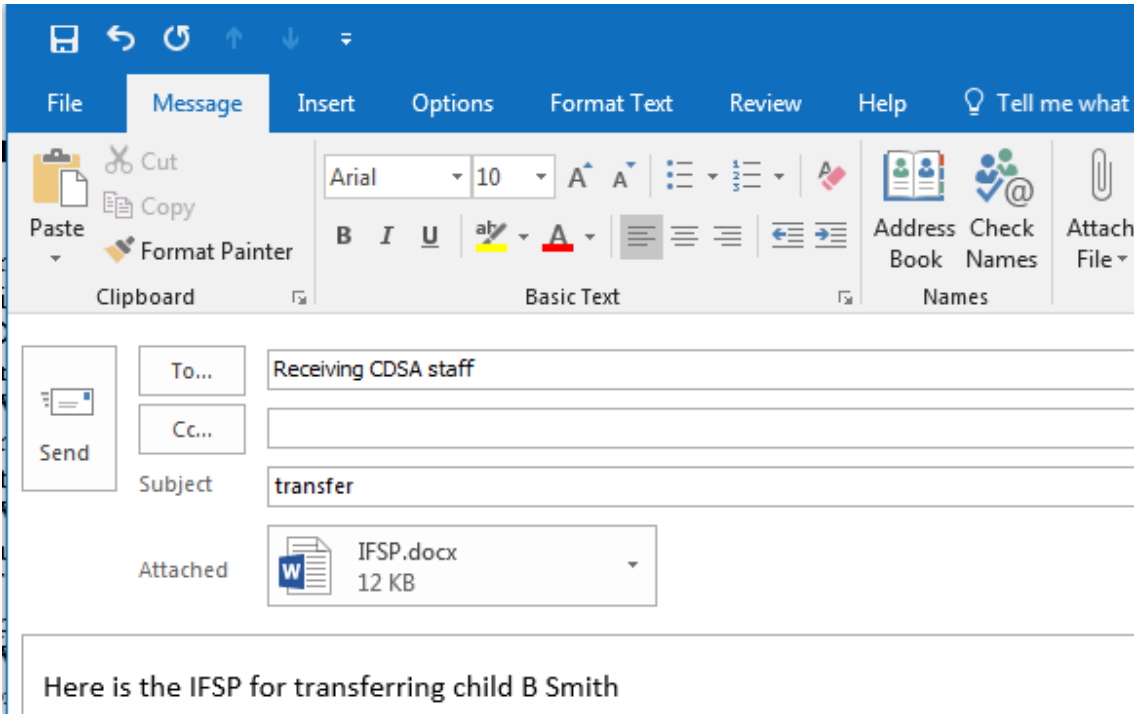 File Message Insert Options Format Text Review Help Tell me what
Paste
Cut
Copy
Format Painter
Clipboard
Arial 10
B I U
Basic Text
Address Book
Check Names
Names
Attach File
Send
To... Receiving CDSA staff
Cc...
Subject transfer
Attached IFSP.docx
12 KB
Here is the IFSP for transferring child B Smith